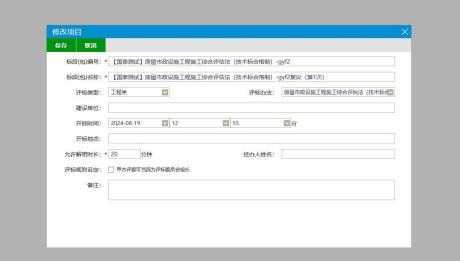 修改项目
保存 取消
标段(包)编号： * 【国泰测试】房屋市政设施工程施工综合评估法（技术标合格制）-gyf2
标段(包)名称： * 【国泰测试】房屋市政设施工程施工综合评估法（技术标合格制）-gyf2复议（第1次）
评标类型： 工程类 评标办法： 房屋市政设施工程施工综合评估法（技术标合
建设单位：
开标时间： 2024-08-19 12 55 分
开标地点：
允许解密时长： * 20 分钟 经办人姓名：
评标规则设定： 甲方评委可当选为评标委员会组长
备注：